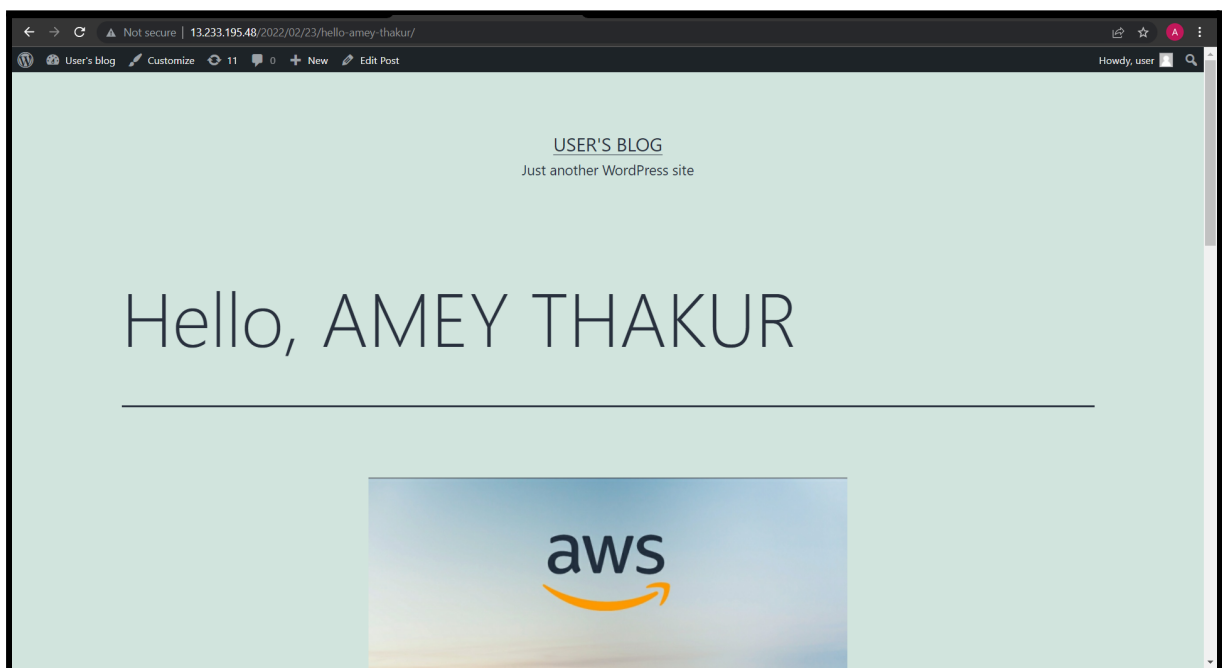 Not secure | 13.233.195.48/2022/02/23/hello-amey-thakur/ A
User's blog Customize 11 0 New Edit Post Howdy, user
USER'S BLOG
Just another WordPress site
Hello, AMEY THAKUR
aws